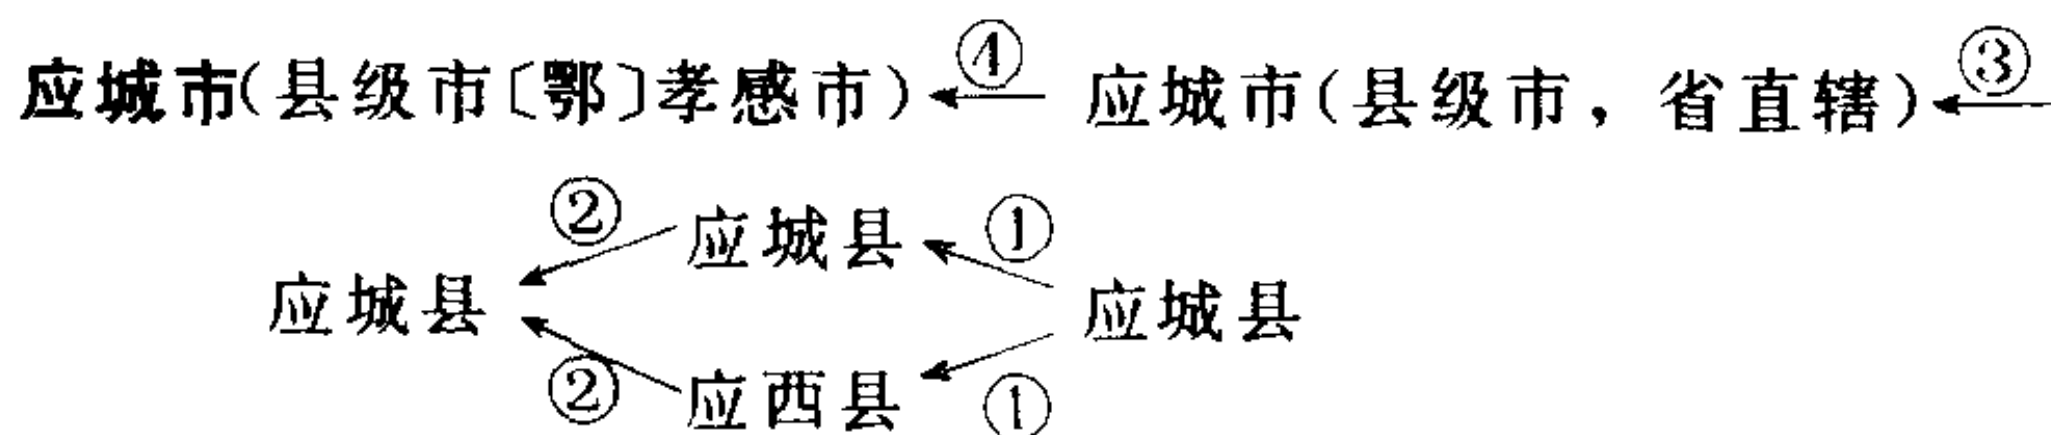 应城市(县级市〔鄂〕孝感市) ④ 应城市(县级市，省直辖) ③
② 应城县 ①
应城县 应城县
② 应西县 ①